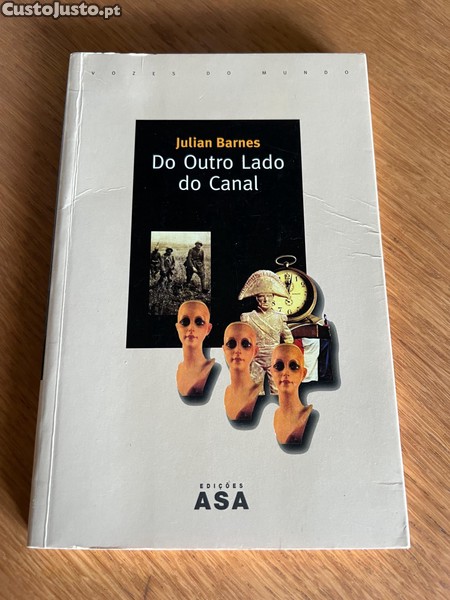 CustoJusto.pt
VOZES DO MUNDO
Julian Barnes
Do Outro Lado
do Canal
EDIÇÕES
ASA